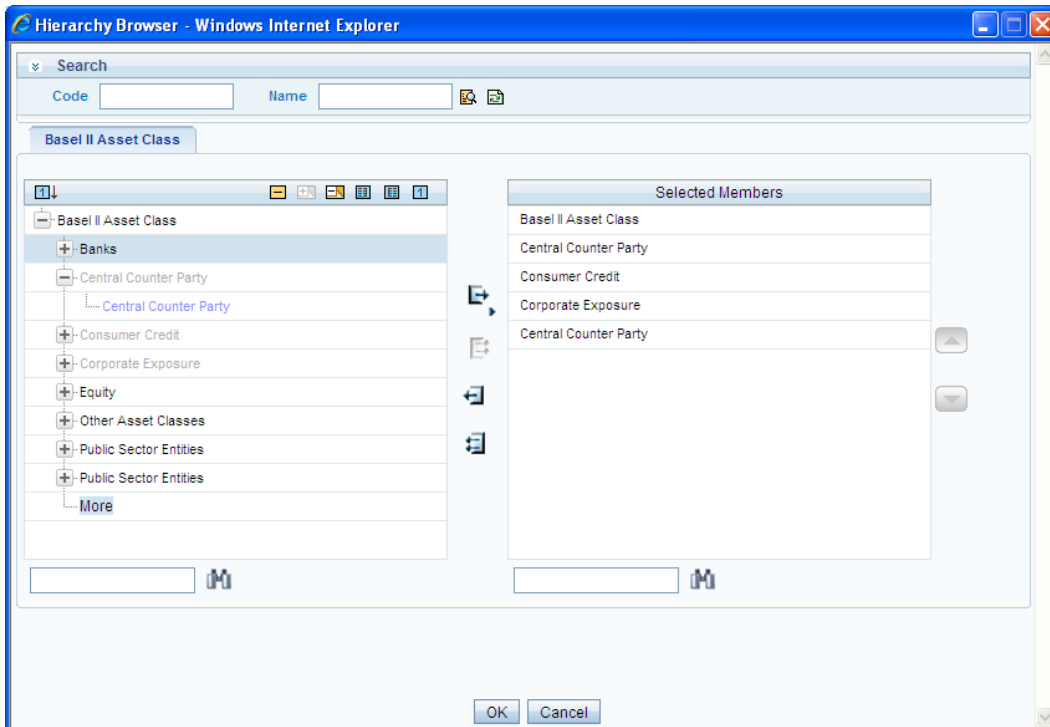 Hierarchy Browser - Windows Internet Explorer
Search
Code Name
Basel II Asset Class
1 1
Basel II Asset Class
Banks
Central Counter Party
Central Counter Party
Consumer Credit
Corporate Exposure
Equity
Other Asset Classes
Public Sector Entities
Public Sector Entities
More
Selected Members
Basel II Asset Class
Central Counter Party
Consumer Credit
Corporate Exposure
Central Counter Party
OK Cancel